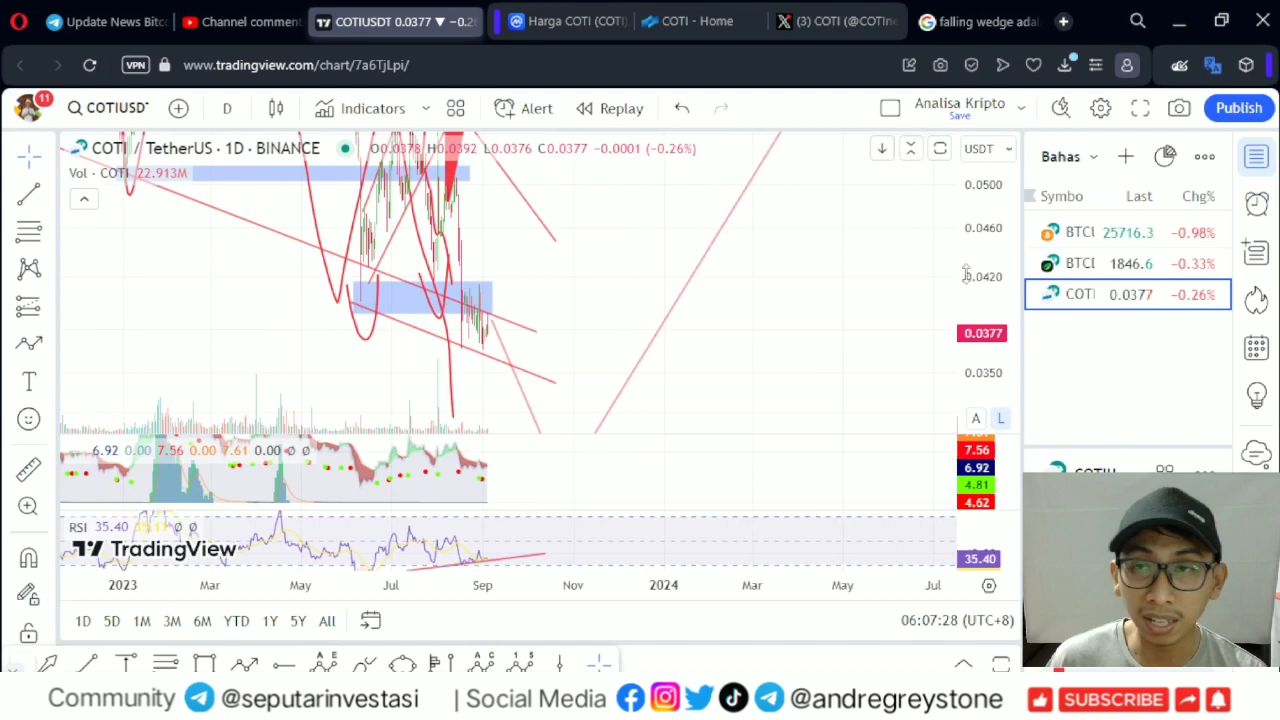 Update News Bitc
Channel comment
COTIUSDT 0.0377 ▼ −0.2
Harga COTI (COTI)
COTI - Home
(3) COTI (@COTIne
falling wedge adal
VPN
www.tradingview.com/chart/7a6TjLpi/
11
COTIUSDT
D
Indicators
Alert
Replay
Analisa Kripto
Save
Publish
COTI / TetherUS · 1D · BINANCE
O0.0378 H0.0392 L0.0376 C0.0377 −0.0001 (−0.26%)
USDT
Vol · COTI 22.913M
Bahas
Symbo Last Chg%
BTCU 25716.3 −0.98%
BTCI 1846.6 −0.33%
COTI 0.0377 −0.26%
0.0500
0.0460
0.0420
0.0377
0.0350
A L
6.92 0.00 7.56 0.00 7.61 0.00 Ø Ø
7.56
6.92
4.81
4.62
RSI 35.40 Ø Ø
TradingView
35.40
2023 Mar May Jul Sep Nov 2024 Mar May Jul
1D 5D 1M 3M 6M YTD 1Y 5Y All
06:07:28 (UTC+8)
Community @seputarinvestasi | Social Media @andregreystone
SUBSCRIBE